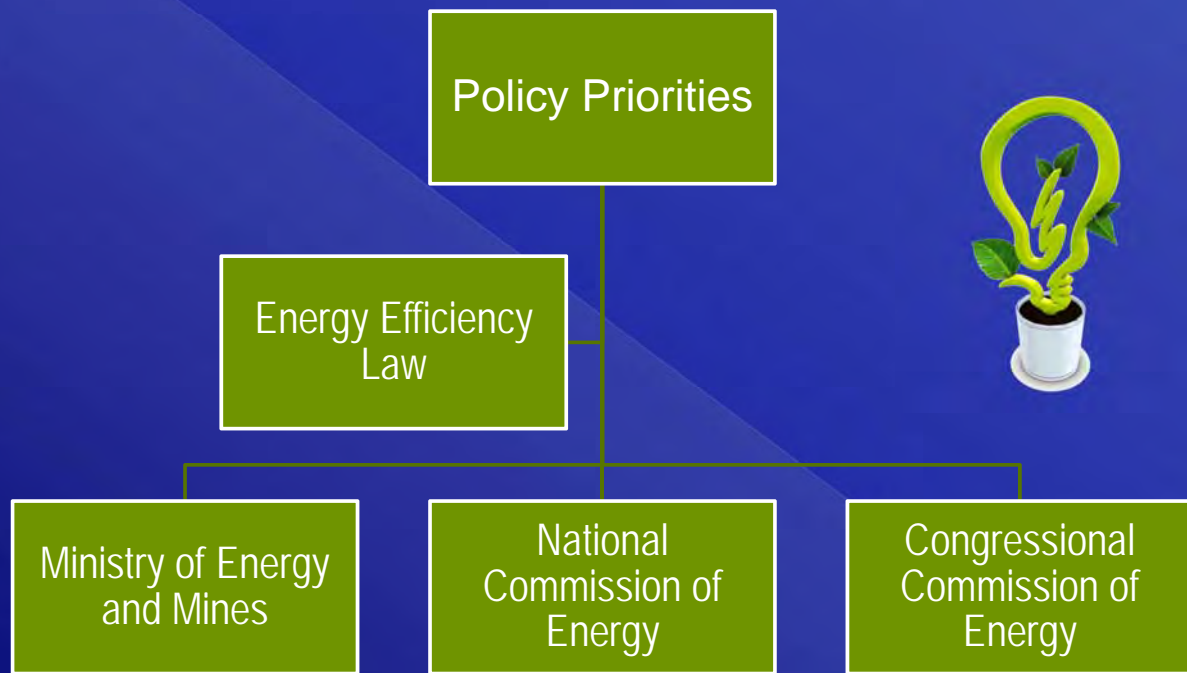 Policy Priorities
Energy Efficiency
Law
Ministry of Energy
and Mines
National
Commission of
Energy
Congressional
Commission of
Energy